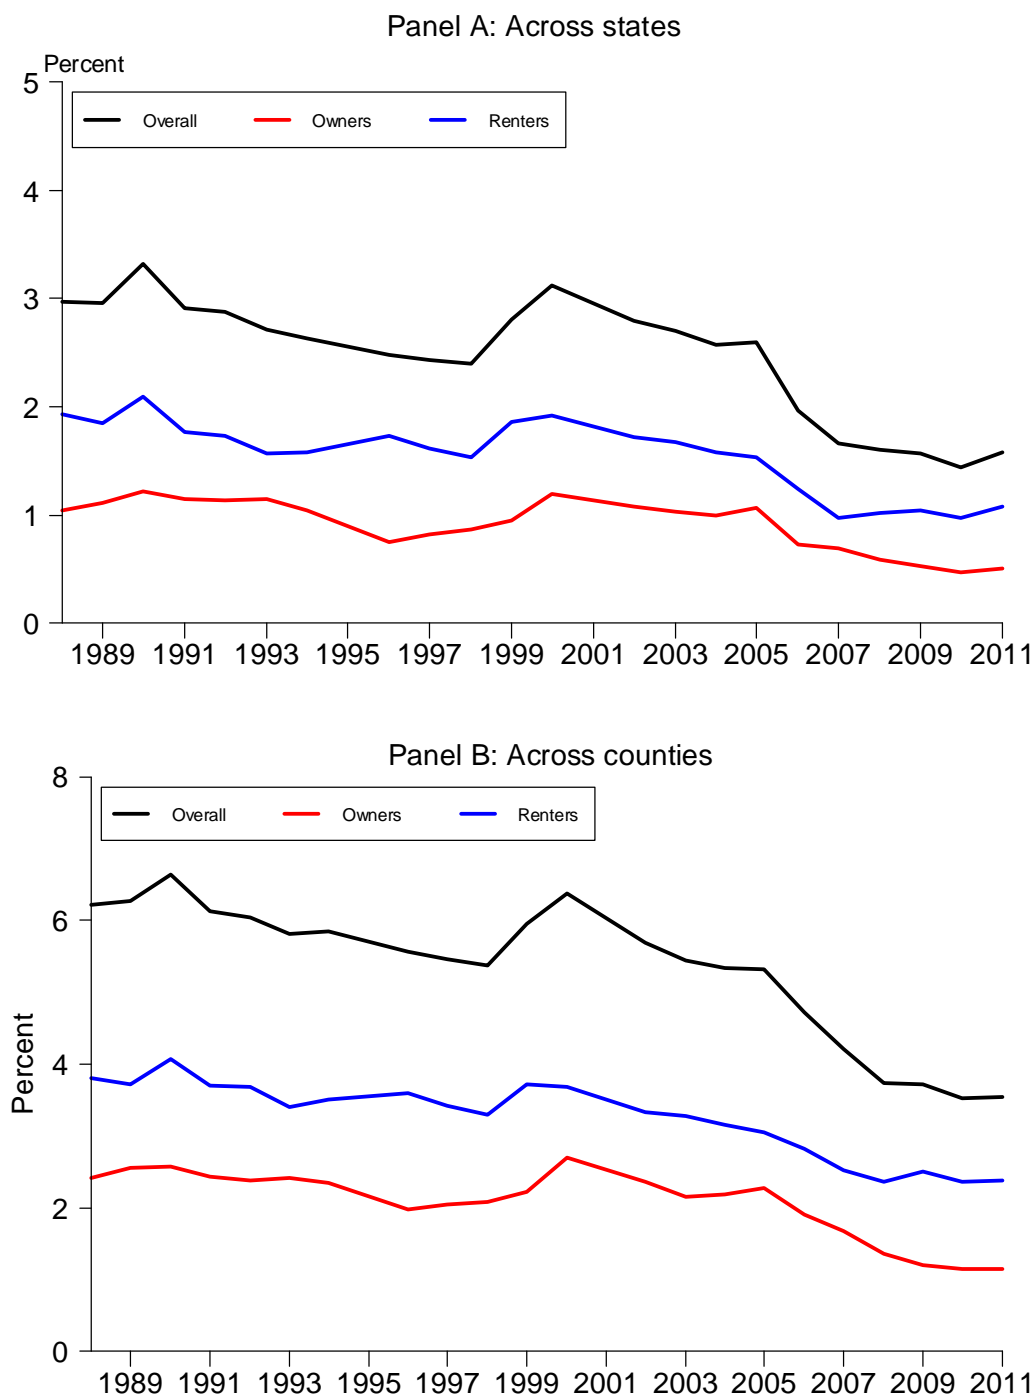 Panel A: Across states
Percent
5
Overall Owners Renters
4
3
2
1
0
1989 1991 1993 1995 1997 1999 2001 2003 2005 2007 2009 2011
Panel B: Across counties
8
Overall Owners Renters
6
4
Percent
2
0
1989 1991 1993 1995 1997 1999 2001 2003 2005 2007 2009 2011